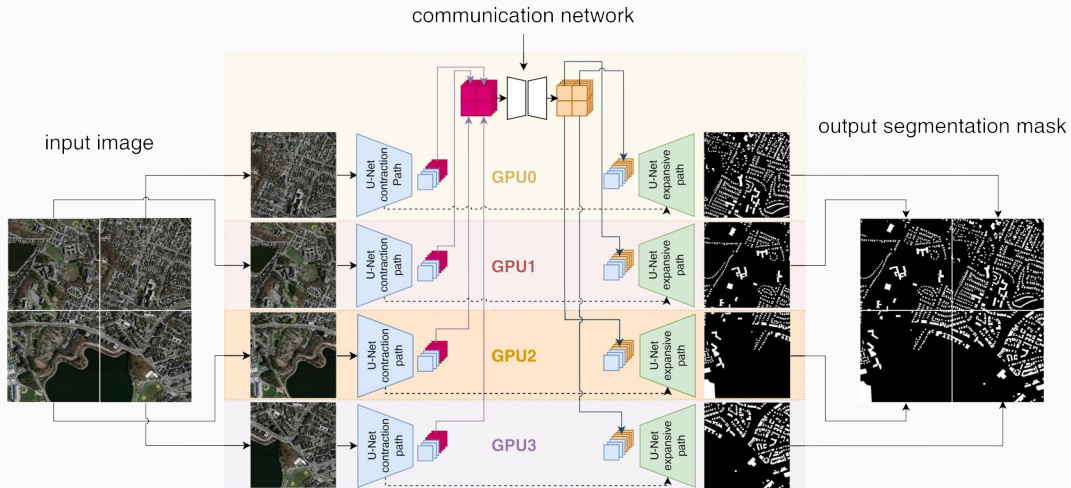 communication network
input image
output segmentation mask
U-Net
contraction
Path
GPU0
U-Net
expansive
path
U-Net
contraction
path
GPU1
U-Net
expansive
path
U-Net
contraction
path
GPU2
U-Net
expansive
path
U-Net
contraction
path
GPU3
U-Net
expansive
path